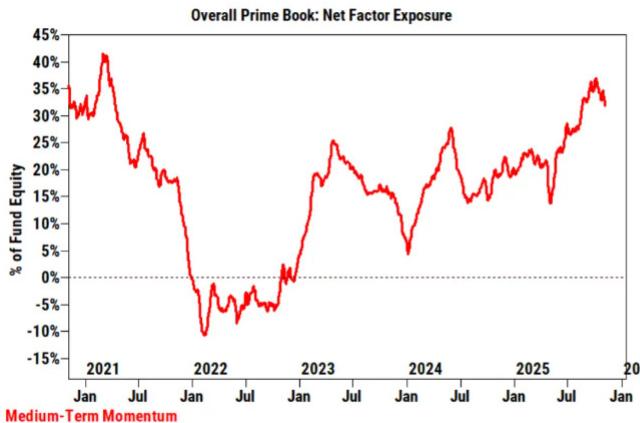 Overall Prime Book: Net Factor Exposure
45%
40%
35%
30%
25%
20%
15%
10%
5%
0%
-5%
-10%
-15%
% of Fund Equity
2021 2022 2023 2024 2025 20
Jan Jul Jan Jul Jan Jul Jan Jul Jan Jul Jan
Medium-Term Momentum